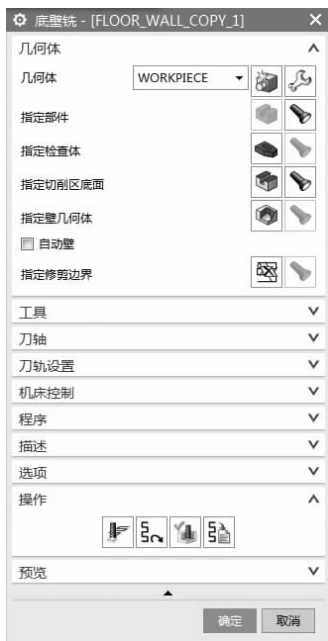 底壁铣 - [FLOOR_WALL_COPY_1]
几何体
几何体 WORKPIECE
指定部件
指定检查体
指定切削区底面
指定壁几何体
自动壁
指定修剪边界
工具
刀轴
刀轨设置
机床控制
程序
描述
选项
操作
预览
确定 取消